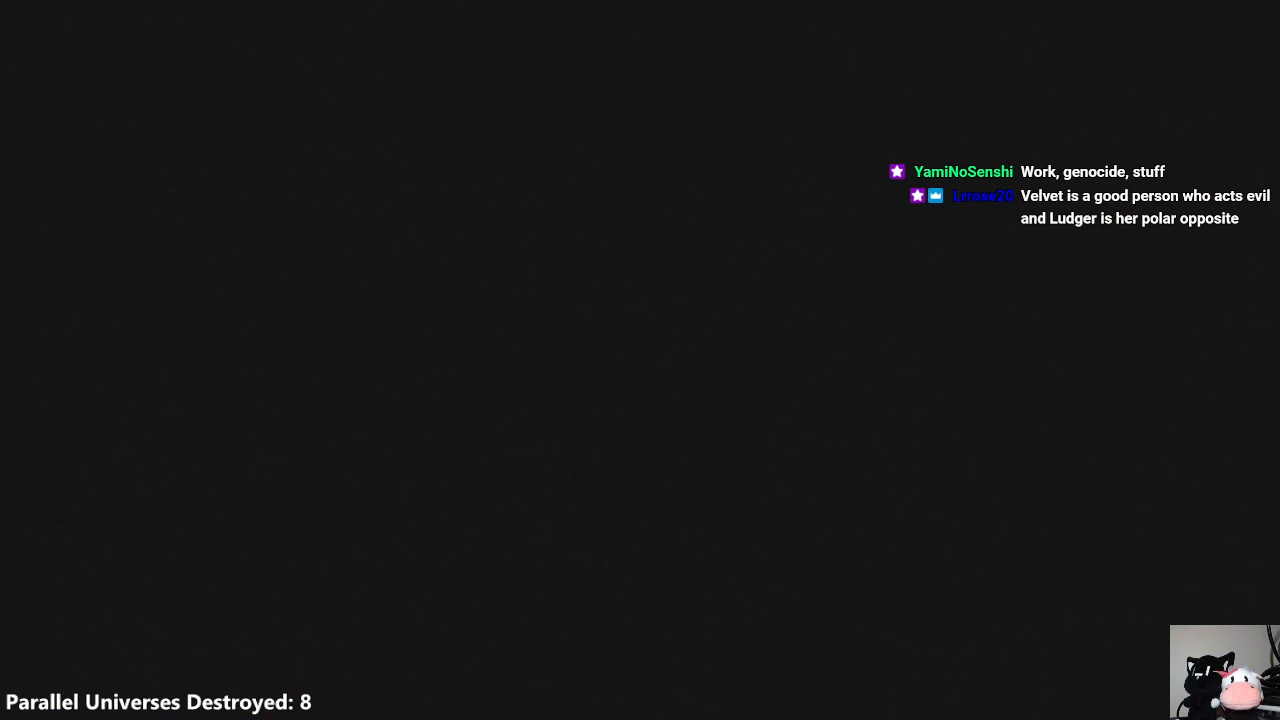 YamiNoSenshi Work, genocide, stuff
Lrrose20 Velvet is a good person who acts evil
and Ludger is her polar opposite
Parallel Universes Destroyed: 8